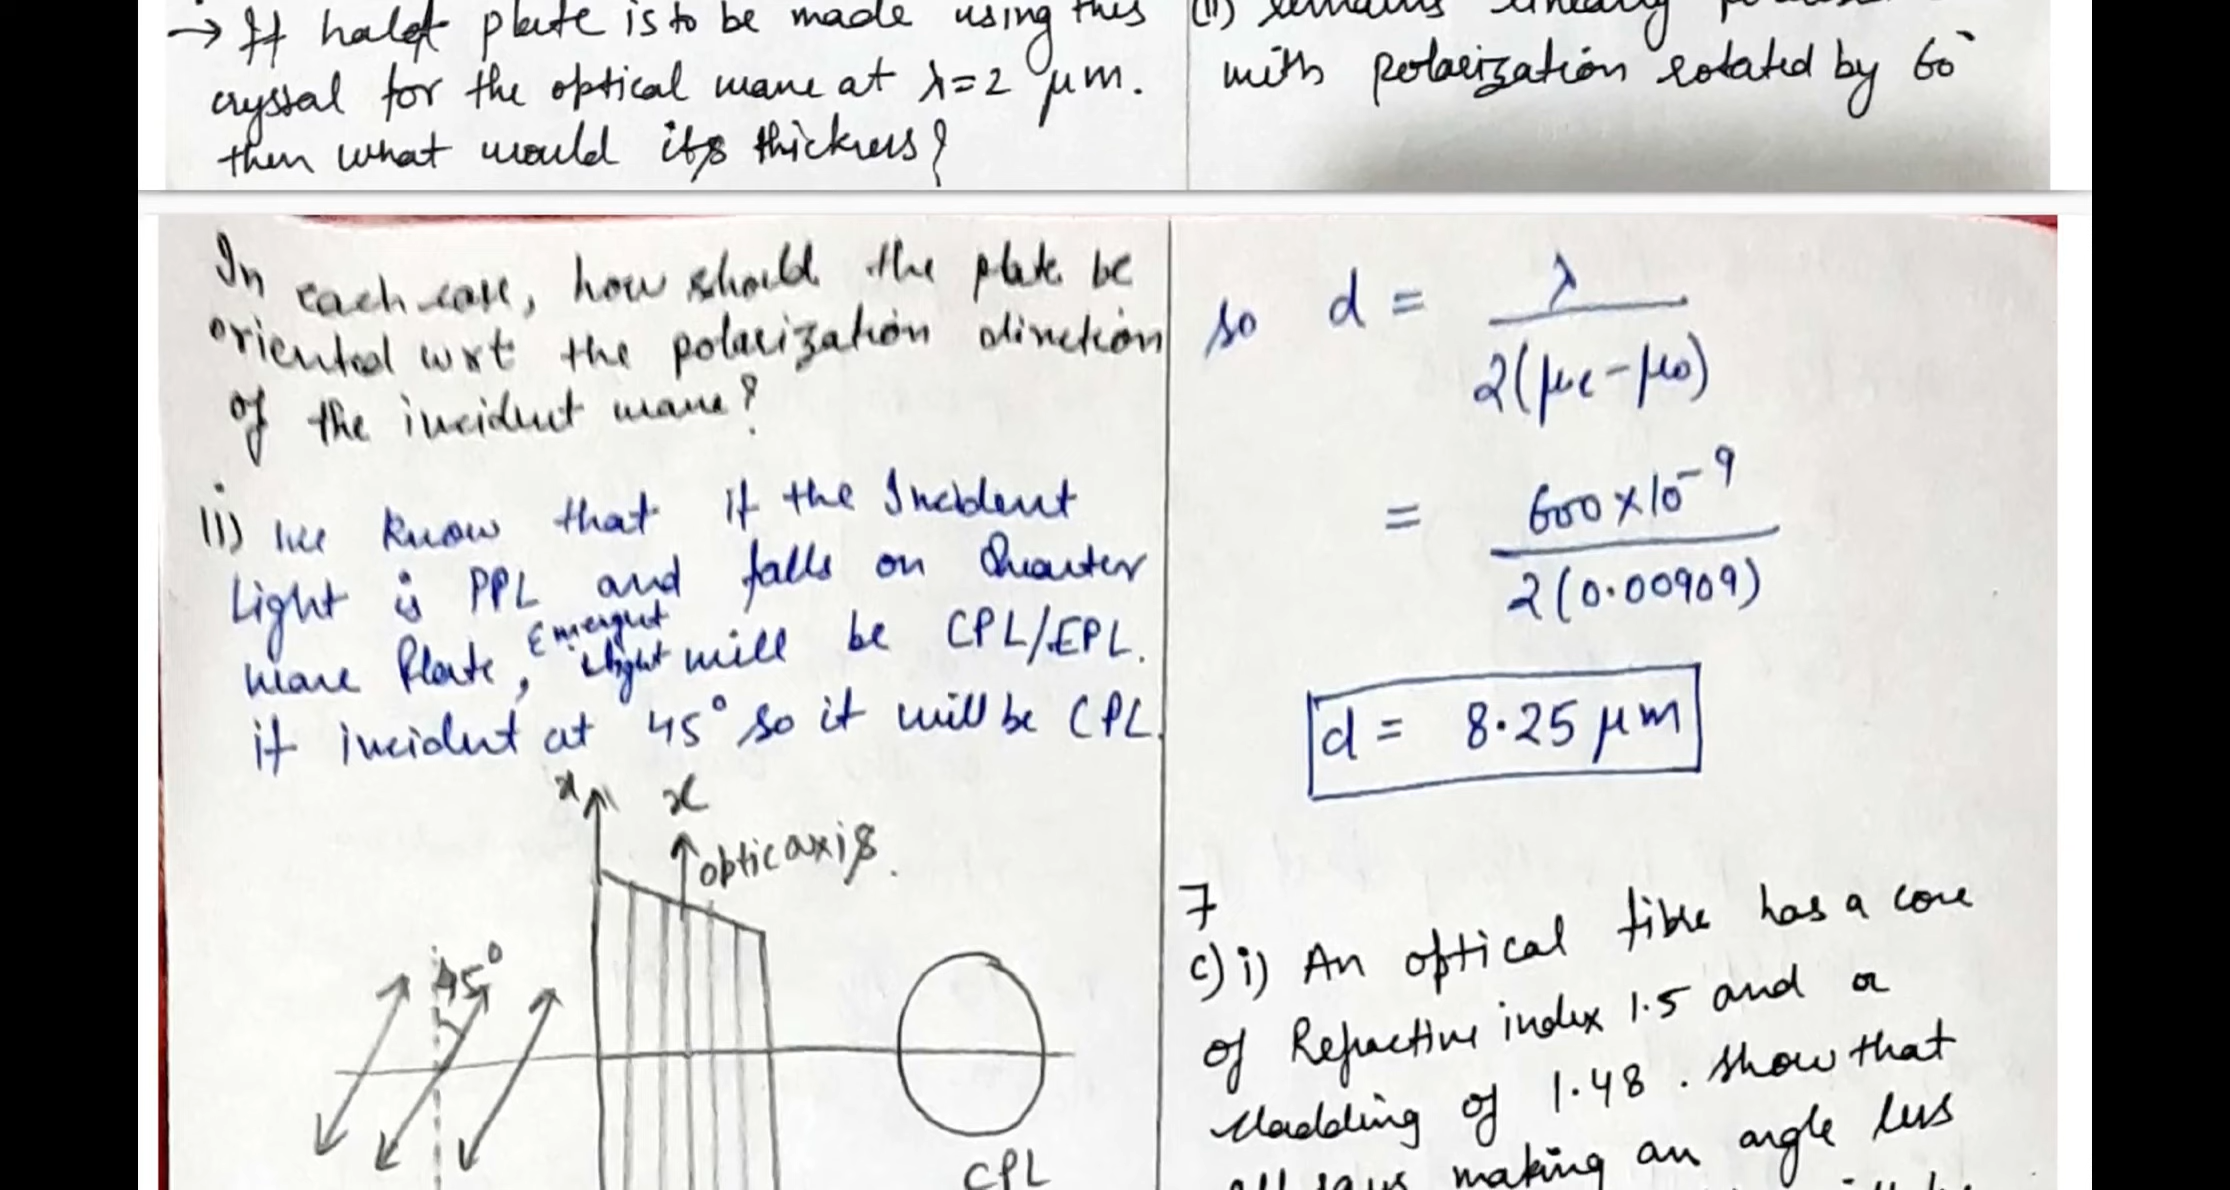 → If half plate is to be made using this
crystal for the optical wave at λ=2 μm.
then what would its thickness?
(ii) remains linearly
with polarization rotated by 60°
In each case, how should the plate be
oriented wrt the polarization direction
of the incident wave?
ii) we know that if the Incident
Light is PPL and falls on Quarter
wave Plate, Emergent light will be CPL/EPL.
if incident at 45° so it will be CPL.
x x
optic axis.
45°
CPL
so d = λ / 2(μe-μo)
= 600×10⁻⁹ / 2(0.00909)
d = 8.25 μm
7
c) i) An optical fibre has a core
of Refractive index 1.5 and a
cladding of 1.48. show that
all rays making an angle less